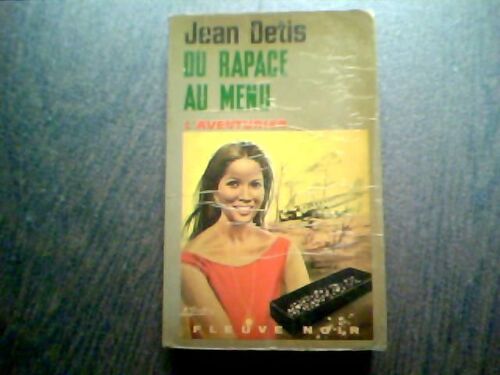 Jean Detis
DU RAPACE
AU MENU
L'AVENTURIER
FLEUVE NOIR